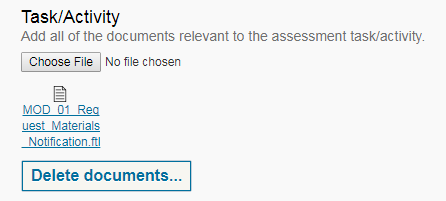 Task/Activity
Add all of the documents relevant to the assessment task/activity.
Choose File No file chosen
MOD_01_Req
uest_Materials
_Notification.ftl
Delete documents...